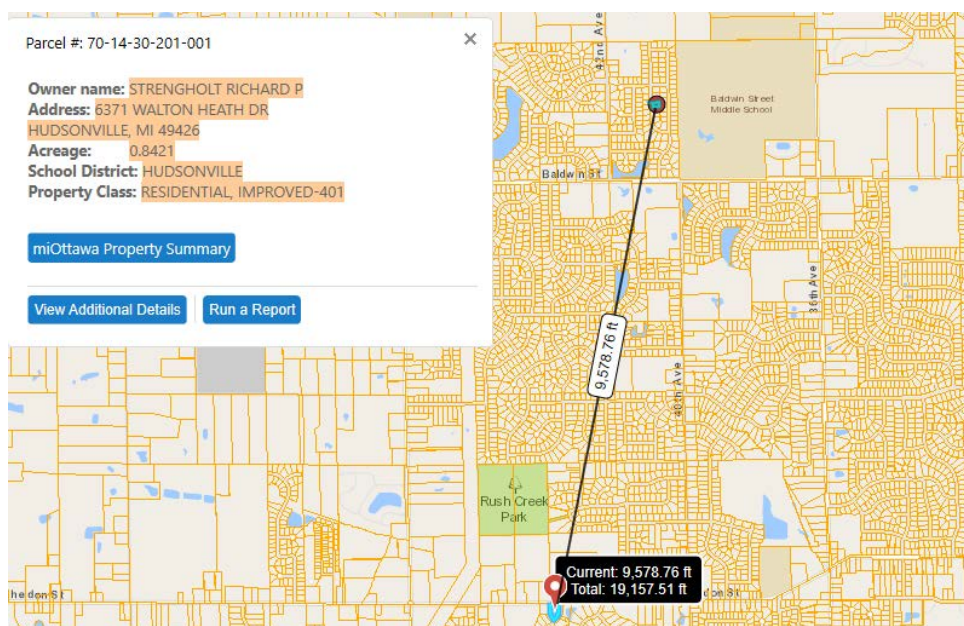 Parcel #: 70-14-30-201-001
×
Owner name: STRENGHOLT RICHARD P
Address: 6371 WALTON HEATH DR
HUDSONVILLE, MI 49426
Acreage: 0.8421
School District: HUDSONVILLE
Property Class: RESIDENTIAL, IMPROVED-401
miOttawa Property Summary
View Additional Details
Run a Report
42nd Ave
Baldwin Street
Middle School
Baldwin St
36th Ave
9,578.76 ft
40th Ave
Rush Creek
Park
Current: 9,578.76 ft
Total: 19,157.51 ft
heldon St
don St